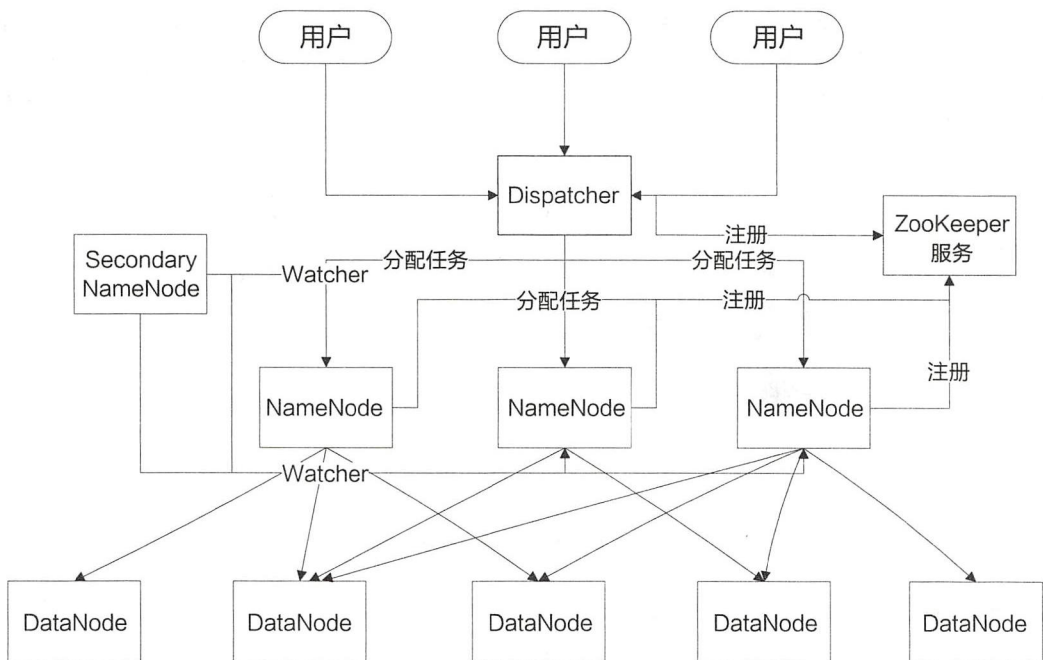 用户
用户
用户
Dispatcher
ZooKeeper
服务
注册
Secondary
NameNode
Watcher
分配任务
分配任务
分配任务
注册
注册
NameNode
NameNode
NameNode
Watcher
DataNode
DataNode
DataNode
DataNode
DataNode